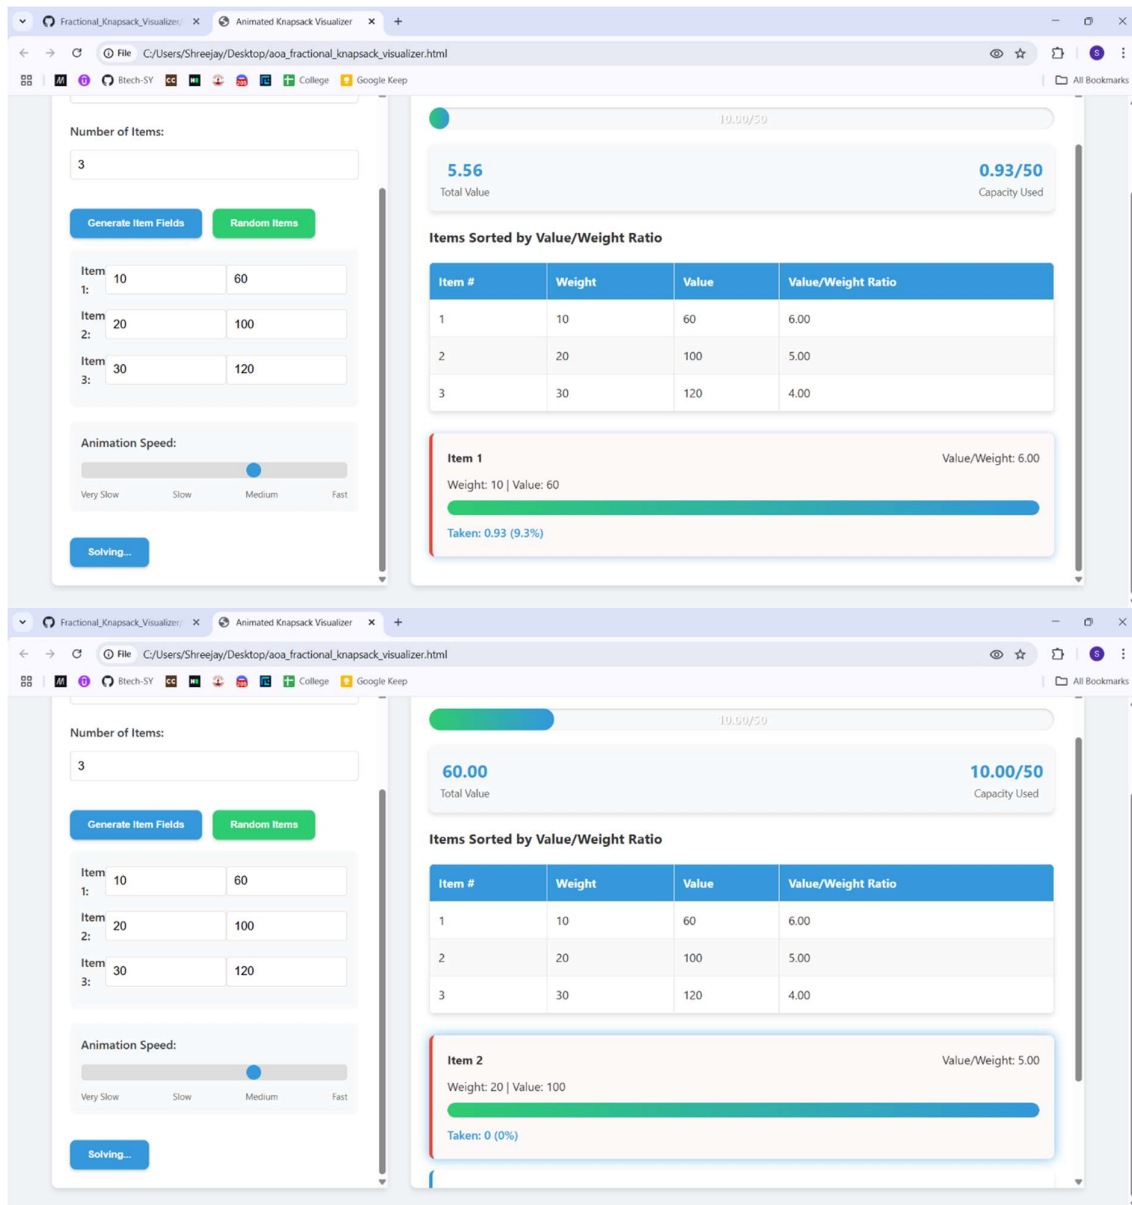 Fractional_Knapsack_Visualizer/ Animated Knapsack Visualizer
File C:/Users/Shreejay/Desktop/aoa_fractional_knapsack_visualizer.html S
M U Btech-SY CC College Google Keep All Bookmarks
Number of Items:
3
Generate Item Fields Random Items
Item 1: 10 60
Item 2: 20 100
Item 3: 30 120
Animation Speed:
Very Slow Slow Medium Fast
Solving...
10.00/50
5.56 0.93/50
Total Value Capacity Used
Items Sorted by Value/Weight Ratio
Item # Weight Value Value/Weight Ratio
1 10 60 6.00
2 20 100 5.00
3 30 120 4.00
Item 1 Value/Weight: 6.00
Weight: 10 | Value: 60
Taken: 0.93 (9.3%)
Fractional_Knapsack_Visualizer/ Animated Knapsack Visualizer
File C:/Users/Shreejay/Desktop/aoa_fractional_knapsack_visualizer.html S
M U Btech-SY CC College Google Keep All Bookmarks
Number of Items:
3
Generate Item Fields Random Items
Item 1: 10 60
Item 2: 20 100
Item 3: 30 120
Animation Speed:
Very Slow Slow Medium Fast
Solving...
10.00/50
60.00 10.00/50
Total Value Capacity Used
Items Sorted by Value/Weight Ratio
Item # Weight Value Value/Weight Ratio
1 10 60 6.00
2 20 100 5.00
3 30 120 4.00
Item 2 Value/Weight: 5.00
Weight: 20 | Value: 100
Taken: 0 (0%)